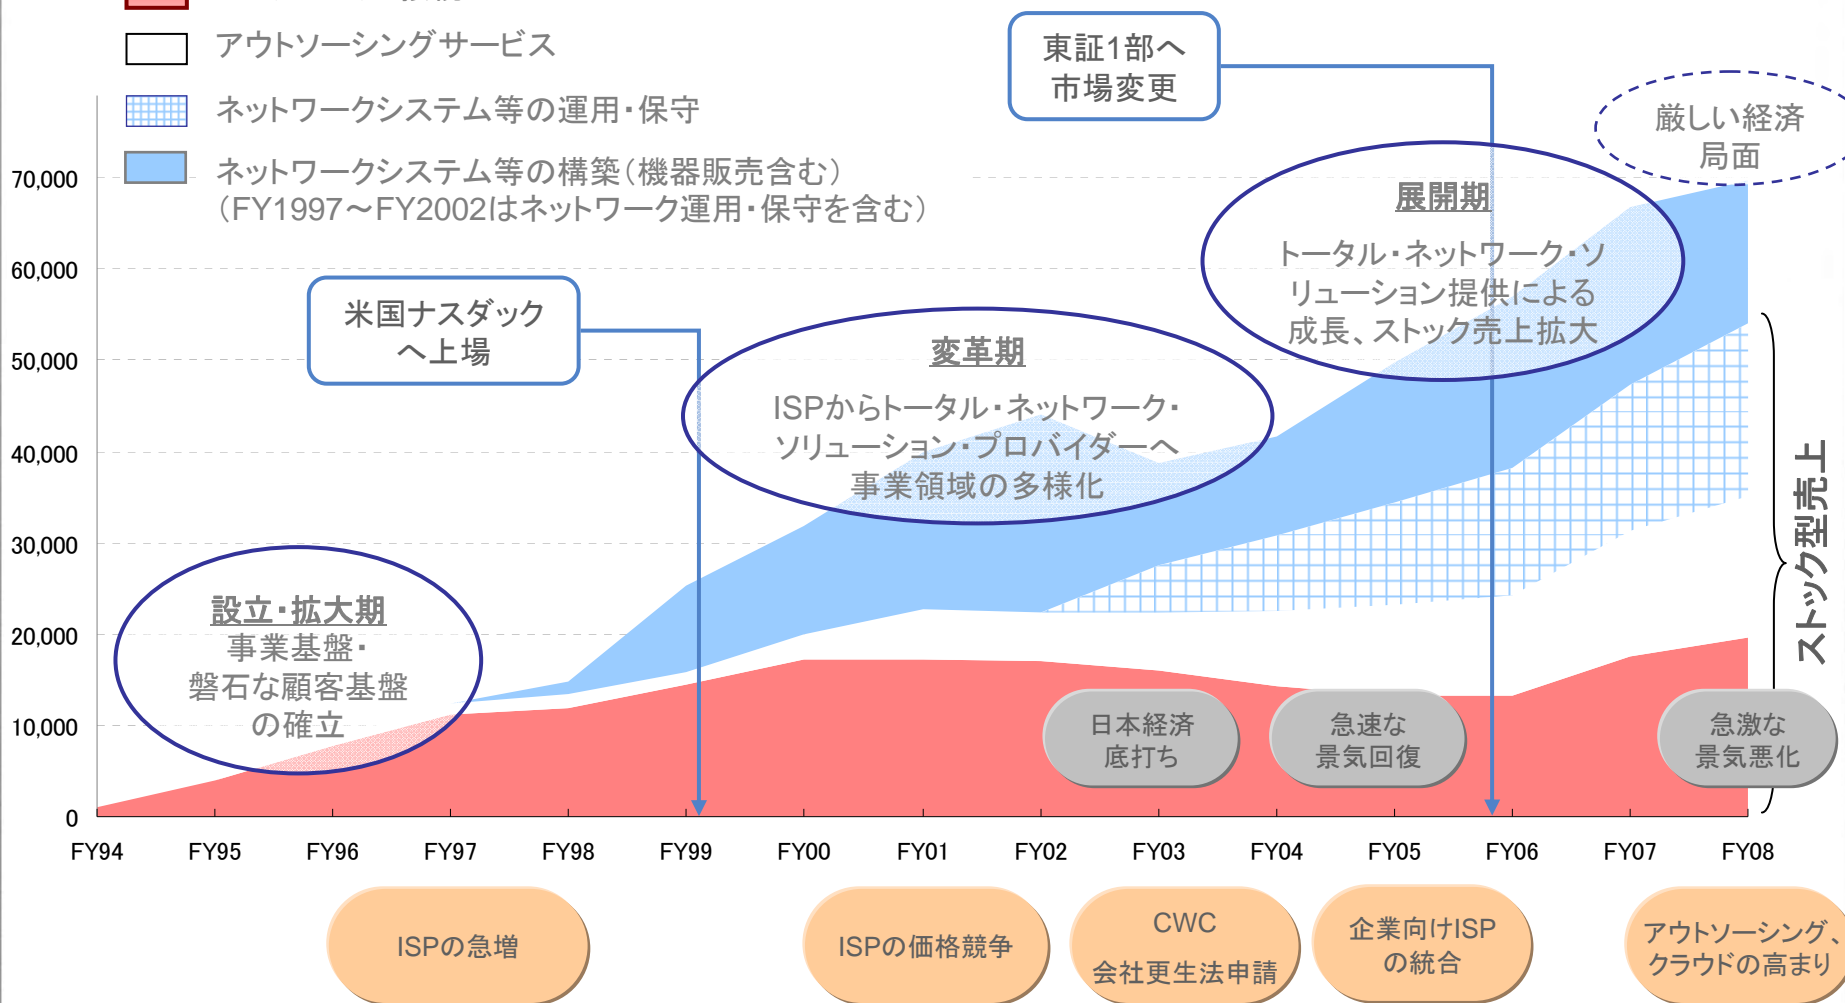 アウトソーシングサービス
ネットワークシステム等の運用・保守
ネットワークシステム等の構築（機器販売含む）
（FY1997～FY2002はネットワーク運用・保守を含む）
東証1部へ
市場変更
厳しい経済
局面
展開期
トータル・ネットワーク・ソ
リューション提供による
成長、ストック売上拡大
米国ナスダック
へ上場
変革期
ISPからトータル・ネットワーク・
ソリューション・プロバイダーへ
事業領域の多様化
設立・拡大期
事業基盤・
磐石な顧客基盤
の確立
ストック型売上
日本経済
底打ち
急速な
景気回復
急激な
景気悪化
70,000
60,000
50,000
40,000
30,000
20,000
10,000
0
FY94 FY95 FY96 FY97 FY98 FY99 FY00 FY01 FY02 FY03 FY04 FY05 FY06 FY07 FY08
ISPの急増
ISPの価格競争
CWC
会社更生法申請
企業向けISP
の統合
アウトソーシング、
クラウドの高まり